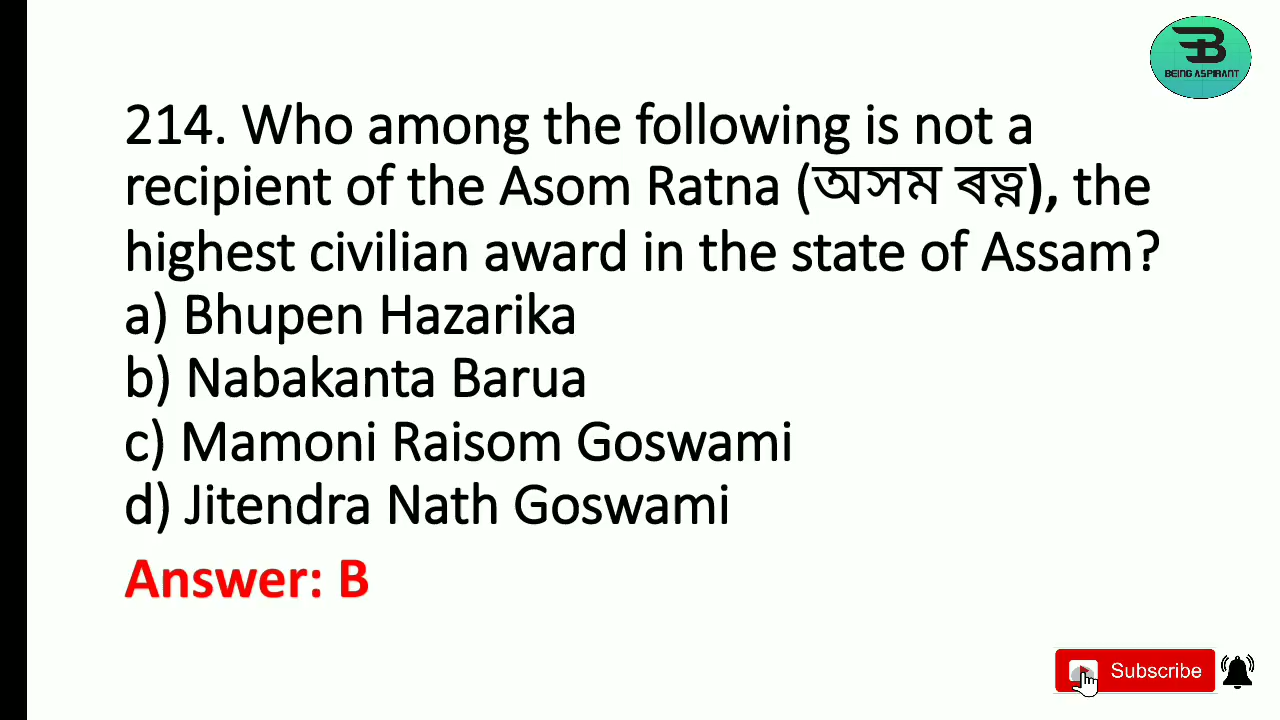 BEING ASPIRANT
214. Who among the following is not a
recipient of the Asom Ratna (অসম ৰত্ন), the
highest civilian award in the state of Assam?
a) Bhupen Hazarika
b) Nabakanta Barua
c) Mamoni Raisom Goswami
d) Jitendra Nath Goswami
Answer: B
Subscribe